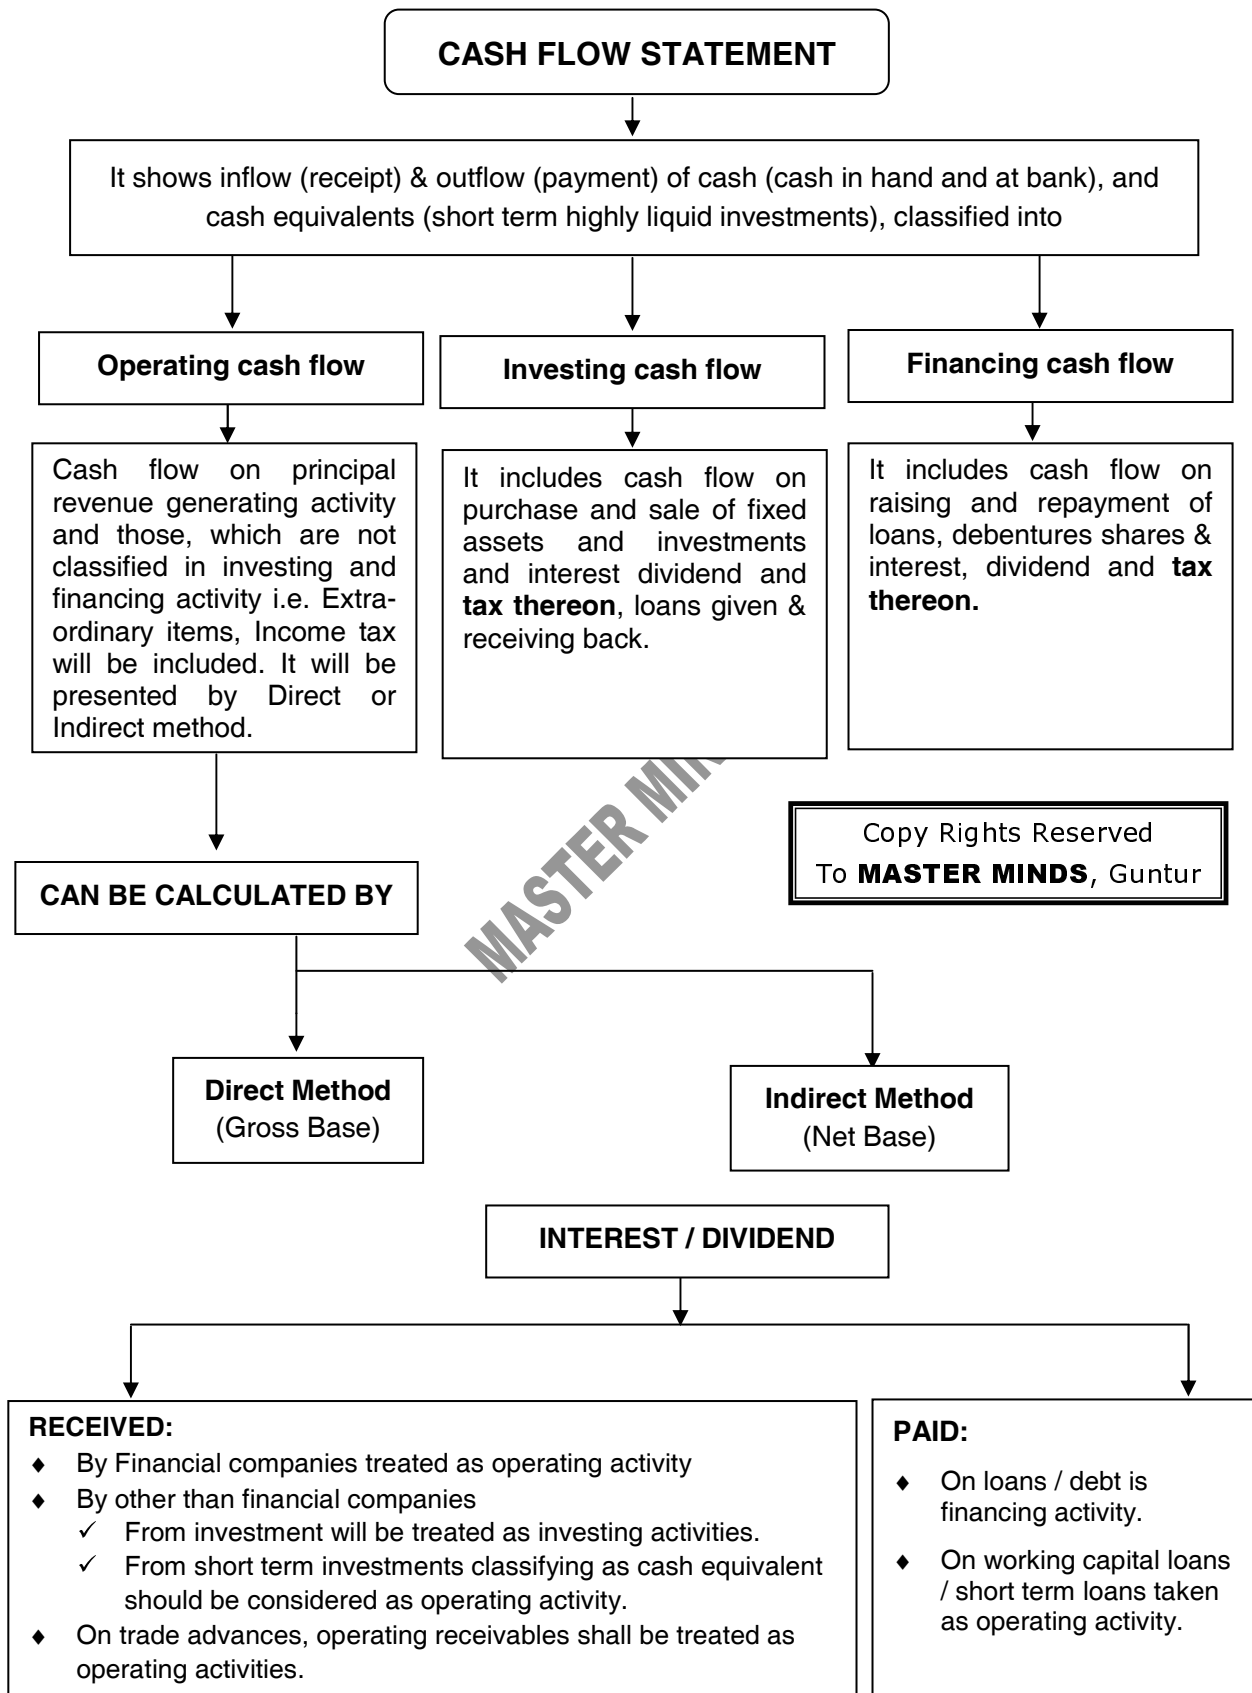 CASH FLOW STATEMENT
It shows inflow (receipt) & outflow (payment) of cash (cash in hand and at bank), and
cash equivalents (short term highly liquid investments), classified into
Operating cash flow
Investing cash flow
Financing cash flow
Cash flow on principal
revenue generating activity
and those, which are not
classified in investing and
financing activity i.e. Extra-
ordinary items, Income tax
will be included. It will be
presented by Direct or
Indirect method.
It includes cash flow on
purchase and sale of fixed
assets and investments
and interest dividend and
tax thereon, loans given &
receiving back.
It includes cash flow on
raising and repayment of
loans, debentures shares &
interest, dividend and tax
thereon.
MASTER
Copy Rights Reserved
To MASTER MINDS, Guntur
CAN BE CALCULATED BY
Direct Method
(Gross Base)
Indirect Method
(Net Base)
INTEREST / DIVIDEND
RECEIVED:
♦ By Financial companies treated as operating activity
♦ By other than financial companies
✓ From investment will be treated as investing activities.
✓ From short term investments classifying as cash equivalent
should be considered as operating activity.
♦ On trade advances, operating receivables shall be treated as
operating activities.
PAID:
♦ On loans / debt is
financing activity.
♦ On working capital loans
/ short term loans taken
as operating activity.